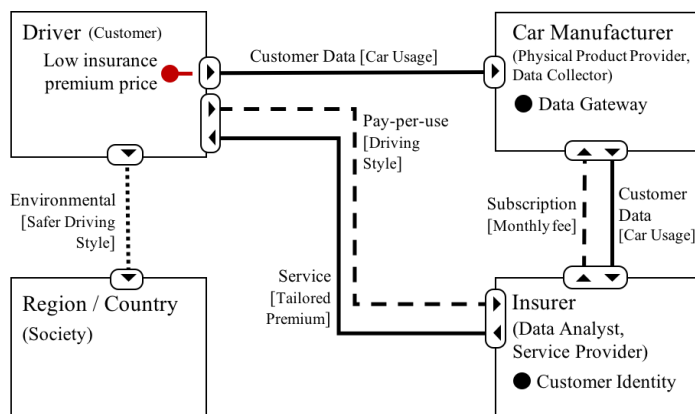 Driver (Customer)
Low insurance
premium price
Customer Data [Car Usage]
Car Manufacturer
(Physical Product Provider,
Data Collector)
Data Gateway
Pay-per-use
[Driving
Style]
Environmental
[Safer Driving
Style]
Subscription
[Monthly fee]
Customer
Data
[Car Usage]
Region / Country
(Society)
Service
[Tailored
Premium]
Insurer
(Data Analyst,
Service Provider)
Customer Identity